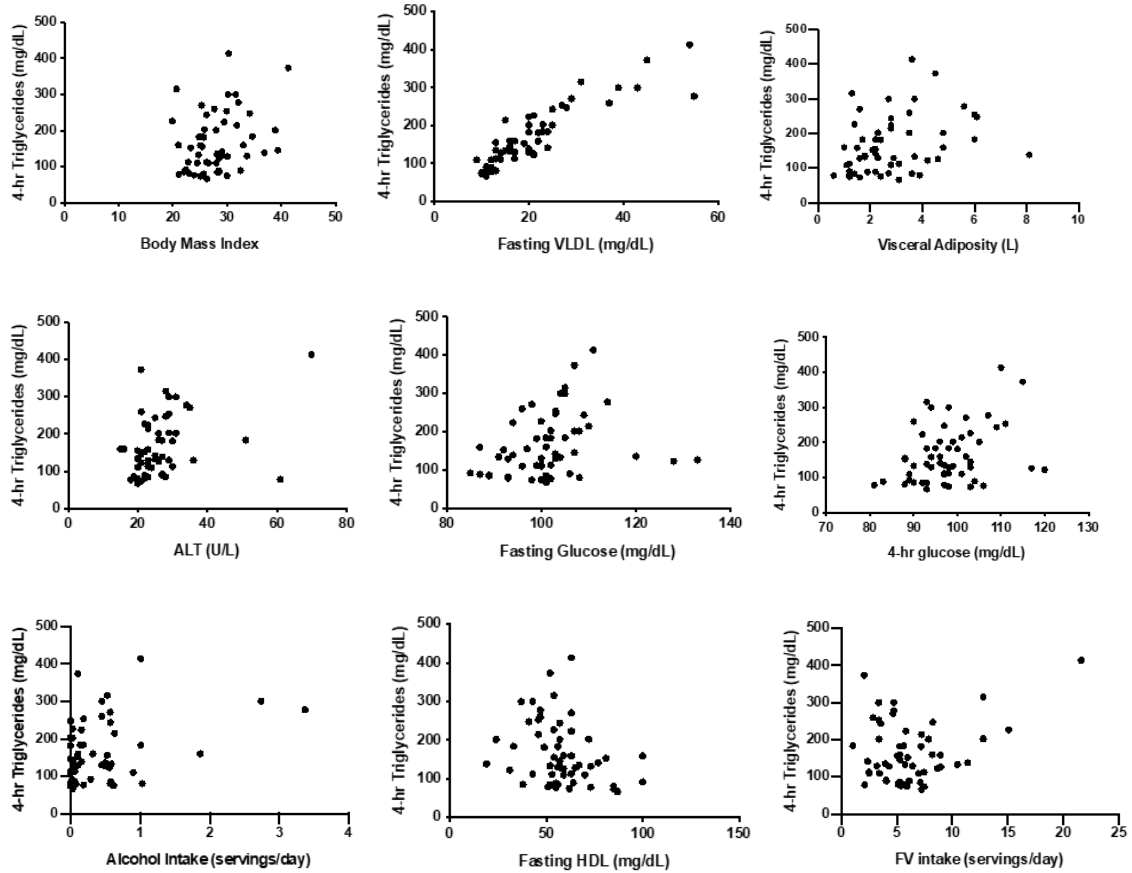 4-hr Triglycerides (mg/dL)
500
400
300
200
100
0
0 10 20 30 40 50
Body Mass Index
4-hr Triglycerides (mg/dL)
500
400
300
200
100
0
0 20 40 60
Fasting VLDL (mg/dL)
4-hr Triglycerides (mg/dL)
500
400
300
200
100
0
0 2 4 6 8 10
Visceral Adiposity (L)
4-hr Triglycerides (mg/dL)
500
400
300
200
100
0
0 20 40 60 80
ALT (U/L)
4-hr Triglycerides (mg/dL)
500
400
300
200
100
0
80 100 120 140
Fasting Glucose (mg/dL)
4-hr Triglycerides (mg/dL)
500
400
300
200
100
0
70 80 90 100 110 120 130
4-hr glucose (mg/dL)
4-hr Triglycerides (mg/dL)
500
400
300
200
100
0
0 1 2 3 4
Alcohol Intake (servings/day)
4-hr Triglycerides (mg/dL)
500
400
300
200
100
0
0 50 100 150
Fasting HDL (mg/dL)
4-hr Triglycerides (mg/dL)
500
400
300
200
100
0
0 5 10 15 20 25
FV intake (servings/day)